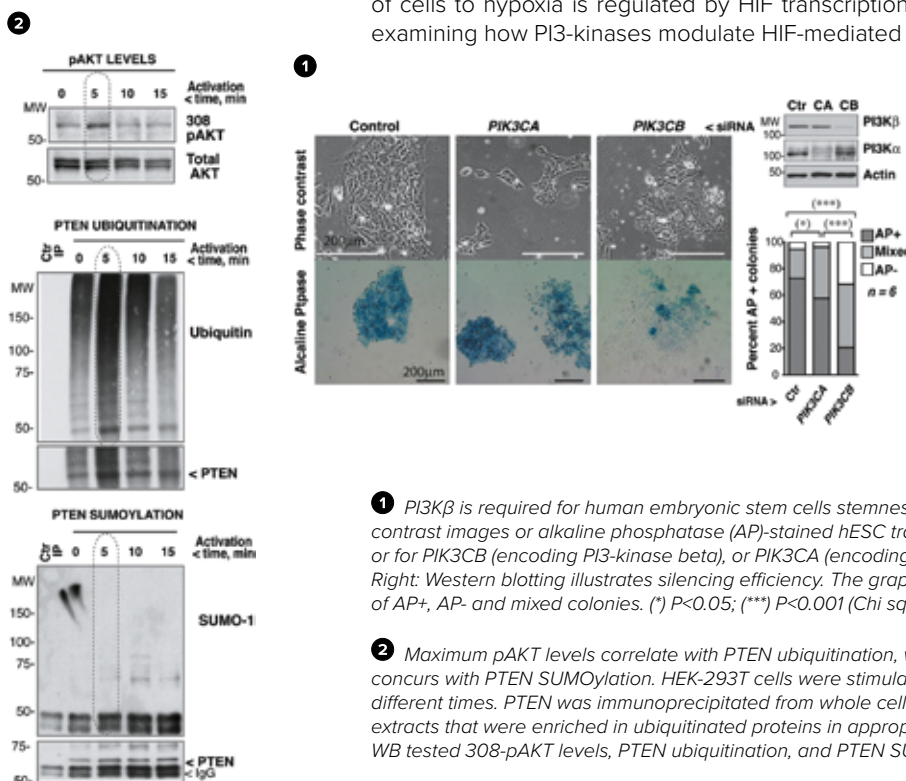 of cells to hypoxia is regulated by HIF transcription
examining how PI3-kinases modulate HIF-mediated
2
pAKT LEVELS
0 5 10 15 Activation
< time, min
MW
308
pAKT
50-
Total
AKT
50-
PTEN UBIQUITINATION
Ctr
IP
0 5 10 15 Activation
< time, min
MW
150-
Ubiquitin
100-
75-
50-
< PTEN
50-
PTEN SUMOYLATION
Ctr
IP
0 5 10 15 Activation
< time, min
MW
150-
SUMO-1
100-
75-
50-
75-
< PTEN
< IgG
50-
1
Control PIK3CA PIK3CB < siRNA
Phase contrast
200µm
Alcaline Ptpase
200µm
Ctr CA CB
MW
PI3Kβ
100-
PI3Kα
100-
50-
Actin
(***)
(*) (***)
AP+
Mixed
AP-
n = 6
Percent AP + colonies
100
80
60
40
20
0
siRNA >
Ctr
PIK3CA
PIK3CB
1 PI3Kβ is required for human embryonic stem cells stemnes
contrast images or alkaline phosphatase (AP)-stained hESC tra
or for PIK3CB (encoding PI3-kinase beta), or PIK3CA (encoding
Right: Western blotting illustrates silencing efficiency. The grap
of AP+, AP- and mixed colonies. (*) P<0.05; (***) P<0.001 (Chi sq
2 Maximum pAKT levels correlate with PTEN ubiquitination, w
concurs with PTEN SUMOylation. HEK-293T cells were stimula
different times. PTEN was immunoprecipitated from whole cell
extracts that were enriched in ubiquitinated proteins in approp
WB tested 308-pAKT levels, PTEN ubiquitination, and PTEN SU